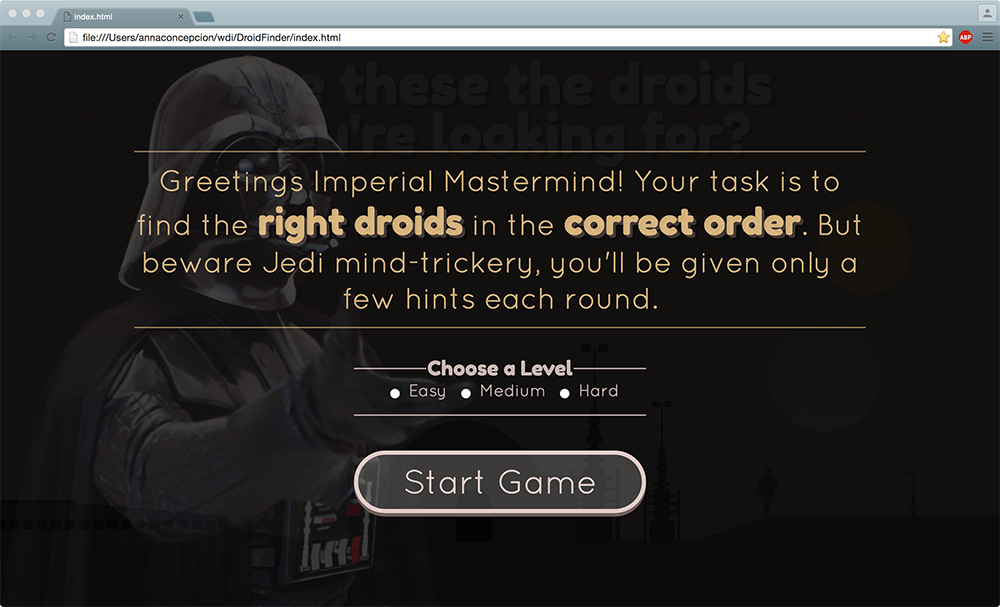 index.html
file:///Users/annaconcepcion/wdi/DroidFinder/index.html
ABP
these the droids
you're looking for?
Greetings Imperial Mastermind! Your task is to
find the right droids in the correct order. But
beware Jedi mind-trickery, you'll be given only a
few hints each round.
Choose a Level
Easy Medium Hard
Start Game